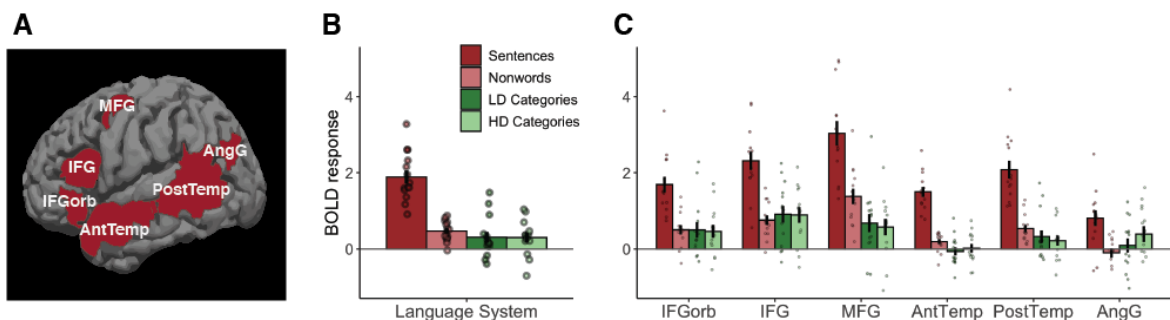 A
MFG
IFG
AngG
IFGorb
PostTemp
AntTemp
B
Sentences
Nonwords
LD Categories
HD Categories
BOLD response
4
2
0
Language System
C
4
2
0
IFGorb IFG MFG AntTemp PostTemp AngG